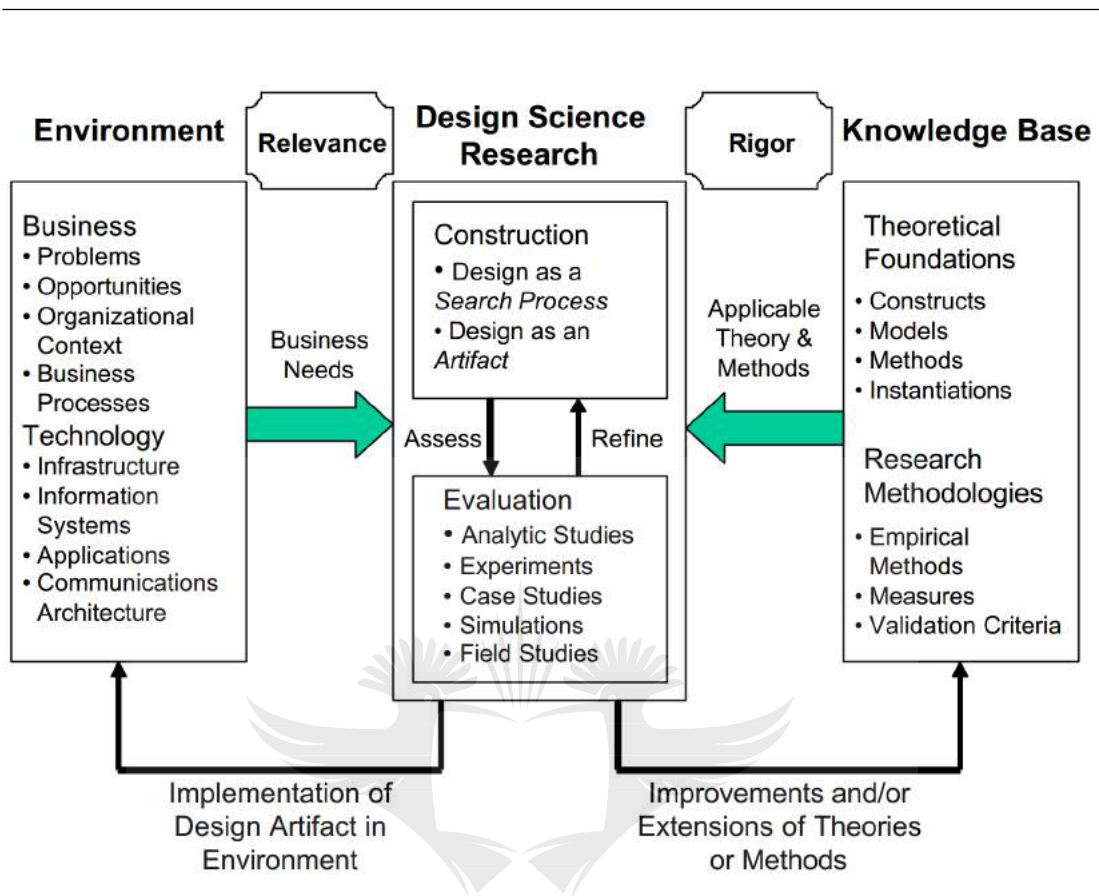 Environment
Relevance
Design Science
Research
Rigor
Knowledge Base
Business
• Problems
• Opportunities
• Organizational
Context
• Business
Processes
Technology
• Infrastructure
• Information
Systems
• Applications
• Communications
Architecture
Business
Needs
Construction
• Design as a
Search Process
• Design as an
Artifact
Assess
Refine
Evaluation
• Analytic Studies
• Experiments
• Case Studies
• Simulations
• Field Studies
Applicable
Theory &
Methods
Theoretical
Foundations
• Constructs
• Models
• Methods
• Instantiations
Research
Methodologies
• Empirical
Methods
• Measures
• Validation Criteria
Implementation of
Design Artifact in
Environment
Improvements and/or
Extensions of Theories
or Methods